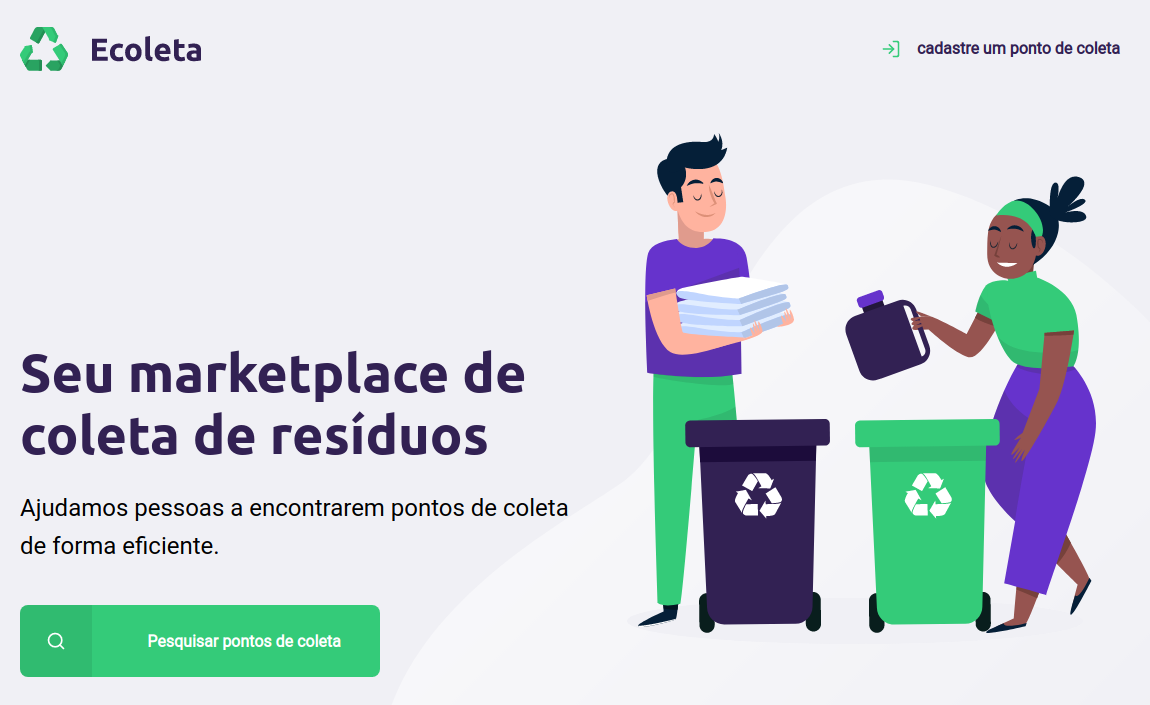 Ecoleta
cadastre um ponto de coleta
Seu marketplace de
coleta de resíduos
Ajudamos pessoas a encontrarem pontos de coleta
de forma eficiente.
Pesquisar pontos de coleta